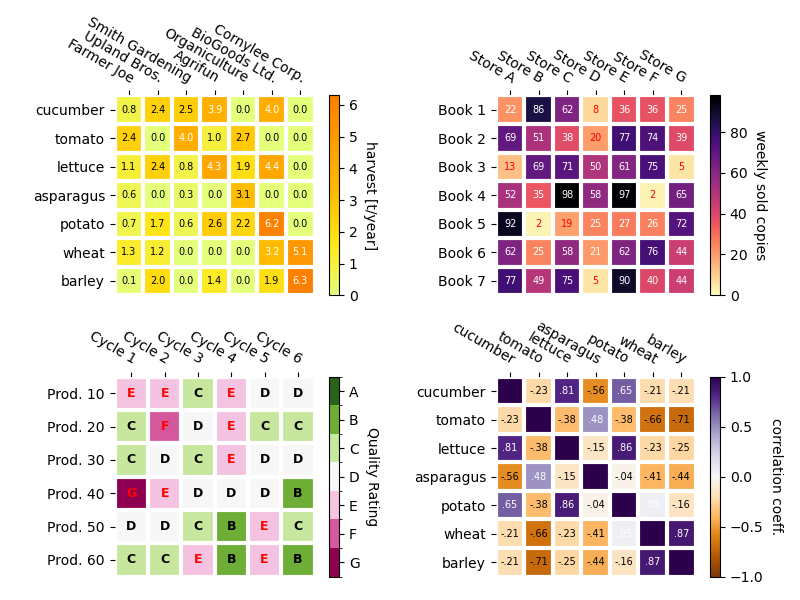 Farmer Joe Upland Bros. Smith Gardening Agrifun Organiculture BioGoods Ltd. Cornylee Corp.
cucumber 0.8 2.4 2.5 3.9 0.0 4.0 0.0
tomato 2.4 0.0 4.0 1.0 2.7 0.0 0.0
lettuce 1.1 2.4 0.8 4.3 1.9 4.4 0.0
asparagus 0.6 0.0 0.3 0.0 3.1 0.0 0.0
potato 0.7 1.7 0.6 2.6 2.2 6.2 0.0
wheat 1.3 1.2 0.0 0.0 0.0 3.2 5.1
barley 0.1 2.0 0.0 1.4 0.0 1.9 6.3
6
5
4
3
2
1
0
harvest [t/year]
Store A Store B Store C Store D Store E Store F Store G
Book 1 22 86 62 8 36 36 25
Book 2 69 51 38 20 77 74 39
Book 3 13 69 71 50 61 75 5
Book 4 52 35 98 58 97 2 65
Book 5 92 2 19 25 27 26 72
Book 6 62 25 58 21 62 76 44
Book 7 77 49 75 5 90 40 44
80
60
40
20
0
weekly sold copies
Cycle 1 Cycle 2 Cycle 3 Cycle 4 Cycle 5 Cycle 6
Prod. 10 E E C E D D
Prod. 20 C F D E C C
Prod. 30 C D C E D D
Prod. 40 G E D D D B
Prod. 50 D D C B E C
Prod. 60 C C E B E B
A
B
C
D
E
F
G
Quality Rating
cucumber tomato lettuce asparagus potato wheat barley
cucumber -.23 .81 -.56 .65 -.21 -.21
tomato -.23 -.38 .48 -.38 -.66 -.71
lettuce .81 -.38 -.15 .86 -.23 -.25
asparagus -.56 .48 -.15 -.04 -.41 -.44
potato .65 -.38 .86 -.04 .05 -.16
wheat -.21 -.66 -.23 -.41 .05 .87
barley -.21 -.71 -.25 -.44 -.16 .87
1.0
0.5
0.0
−0.5
−1.0
correlation coeff.